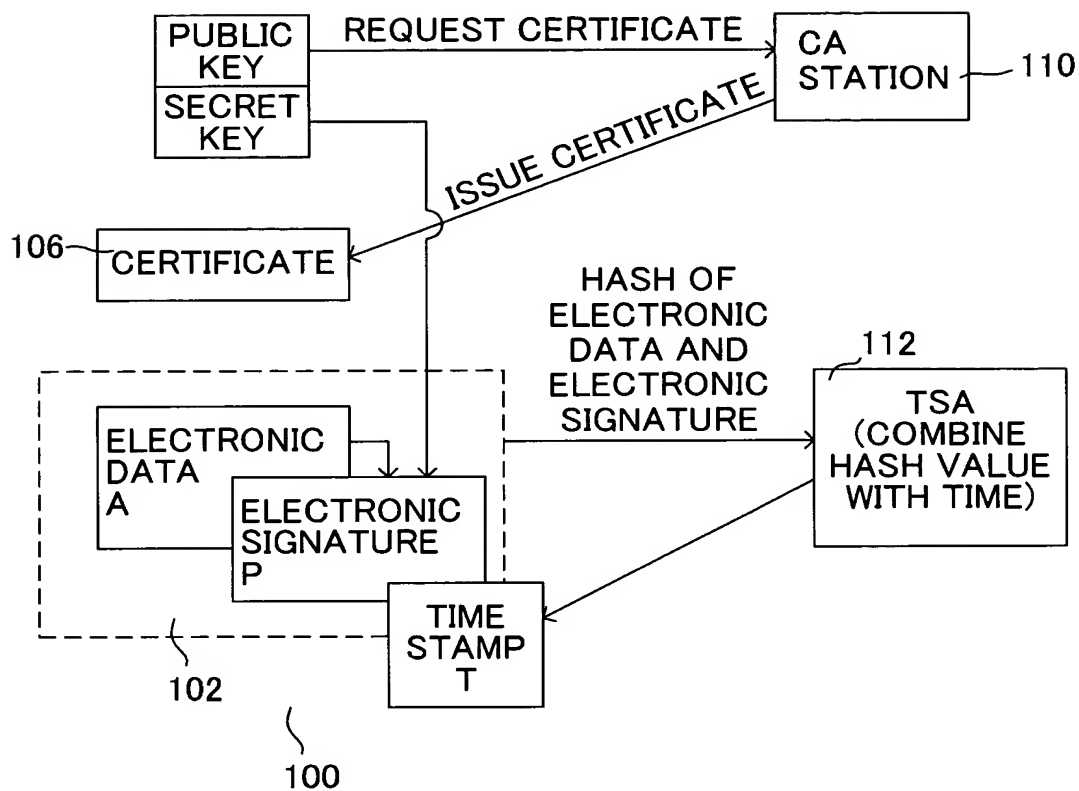 PUBLIC
KEY
SECRET
KEY
REQUEST CERTIFICATE
CA
STATION
110
ISSUE CERTIFICATE
106
CERTIFICATE
HASH OF
ELECTRONIC
DATA AND
ELECTRONIC
SIGNATURE
112
TSA
(COMBINE
HASH VALUE
WITH TIME)
ELECTRONIC
DATA
A
ELECTRONIC
SIGNATURE
P
TIME
STAMP
T
102
100